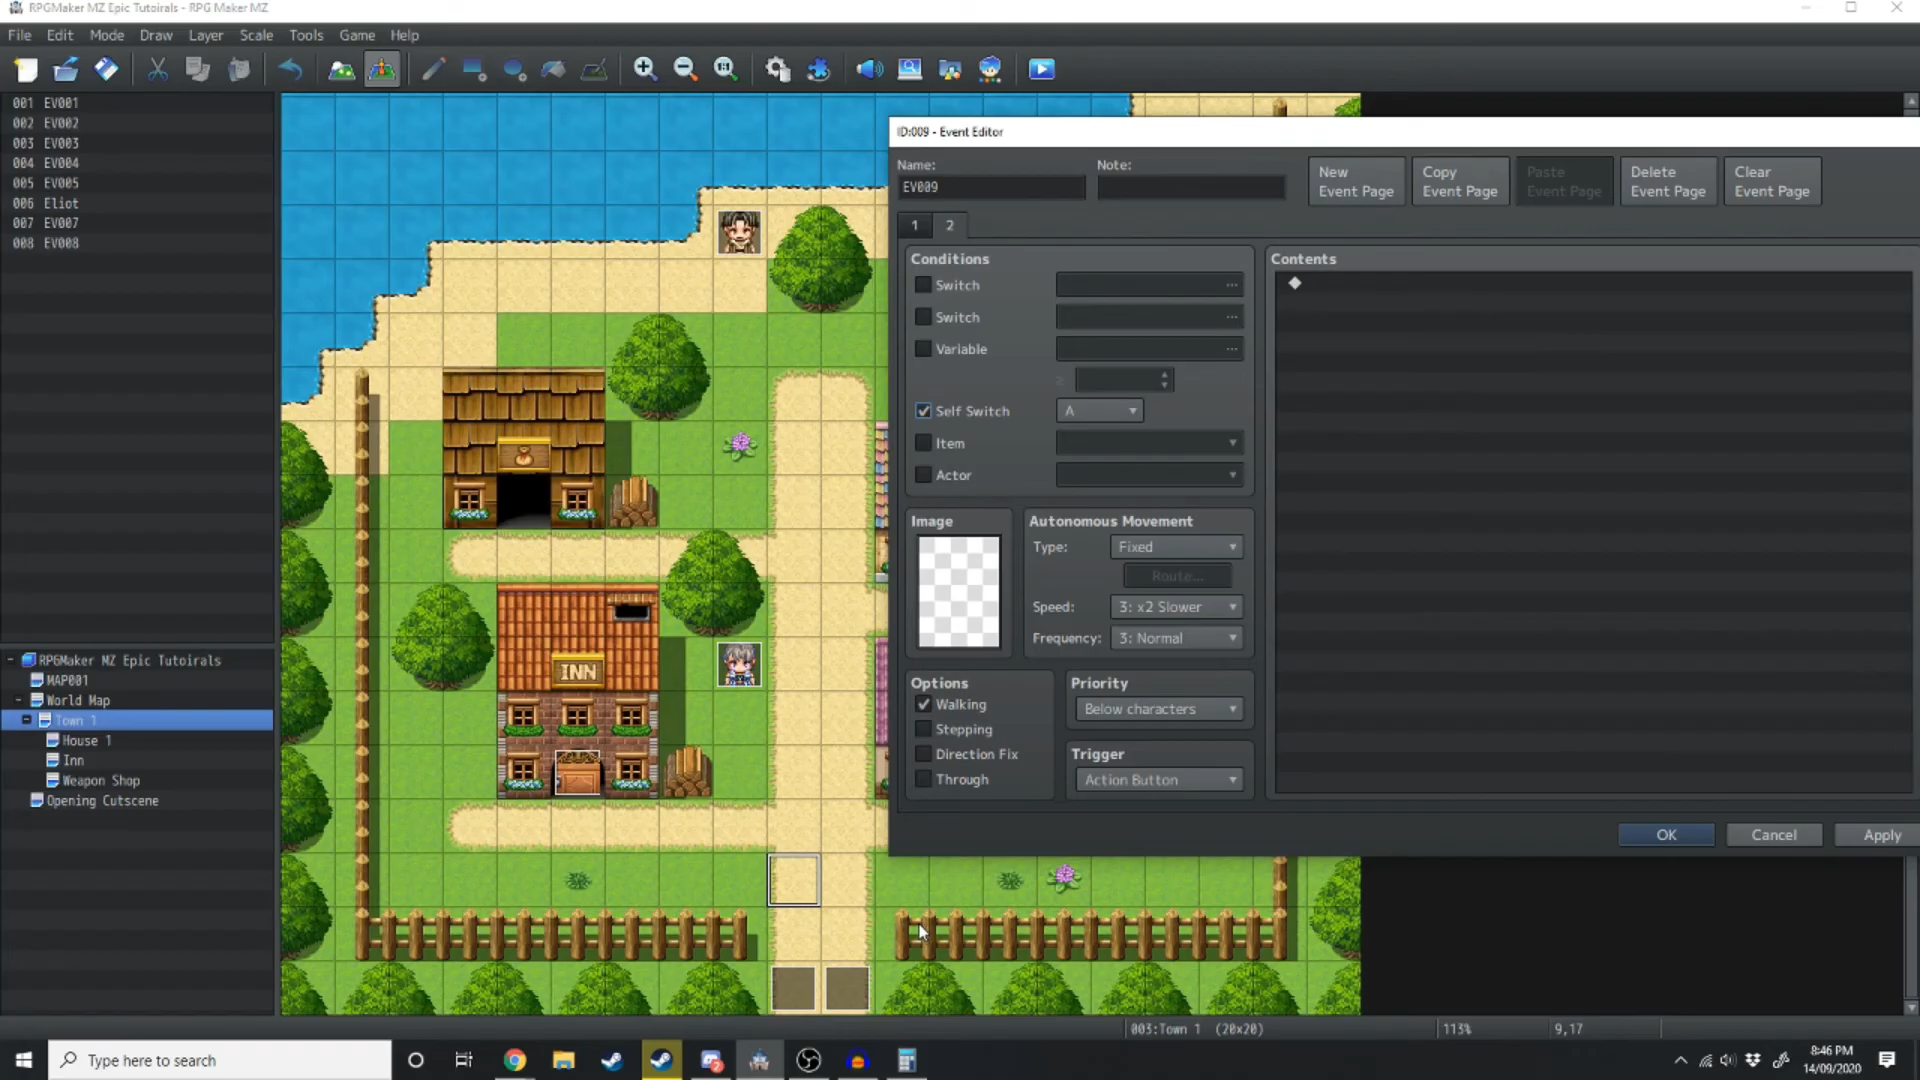 RPGMaker MZ Epic Tutoirals - RPG Maker MZ
File Edit Mode Draw Layer Scale Tools Game Help
001 EV001
002 EV002
003 EV003
004 EV004
005 EV005
006 Eliot
007 EV007
008 EV008
INN
RPGMaker MZ Epic Tutoirals
MAP001
World Map
Town 1
House 1
Inn
Weapon Shop
Opening Cutscene
ID:009 - Event Editor
Name:
EV009
Note:
New
Event Page
Copy
Event Page
Paste
Event Page
Delete
Event Page
Clear
Event Page
1 2
Conditions
Switch ...
Switch ...
Variable ...
≥
Self Switch A
Item
Actor
Image
Autonomous Movement
Type: Fixed
Route...
Speed: 3: x2 Slower
Frequency: 3: Normal
Options
Walking
Stepping
Direction Fix
Through
Priority
Below characters
Trigger
Action Button
Contents
OK Cancel Apply
003:Town 1 (20x20) 113% 9,17
Type here to search
8:46 PM
14/09/2020